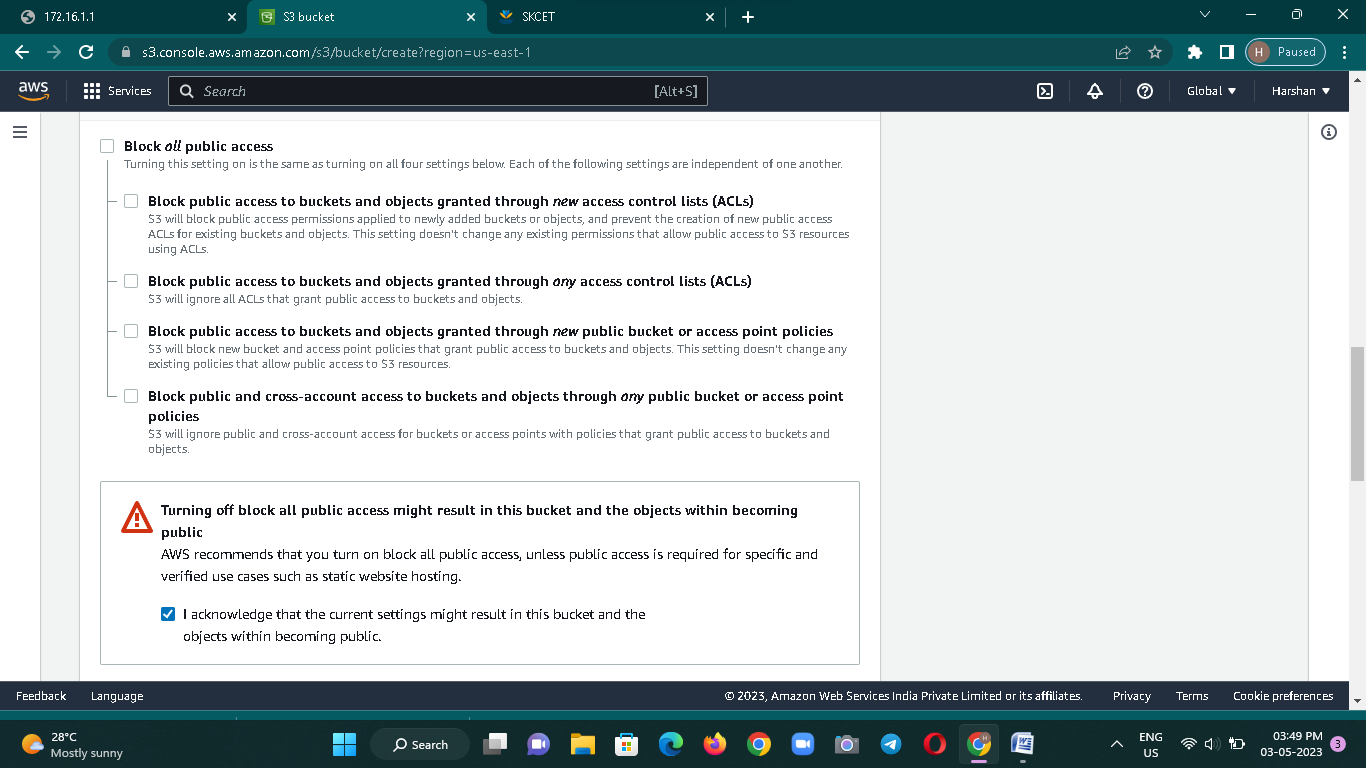 172.16.1.1
S3 bucket
SKCET
s3.console.aws.amazon.com/s3/bucket/create?region=us-east-1
H Paused
aws
Services
Search
[Alt+S]
Global
Harshan
Block all public access
Turning this setting on is the same as turning on all four settings below. Each of the following settings are independent of one another.
Block public access to buckets and objects granted through new access control lists (ACLs)
S3 will block public access permissions applied to newly added buckets or objects, and prevent the creation of new public access
ACLs for existing buckets and objects. This setting doesn't change any existing permissions that allow public access to S3 resources
using ACLs.
Block public access to buckets and objects granted through any access control lists (ACLs)
S3 will ignore all ACLs that grant public access to buckets and objects.
Block public access to buckets and objects granted through new public bucket or access point policies
S3 will block new bucket and access point policies that grant public access to buckets and objects. This setting doesn't change any
existing policies that allow public access to S3 resources.
Block public and cross-account access to buckets and objects through any public bucket or access point
policies
S3 will ignore public and cross-account access for buckets or access points with policies that grant public access to buckets and
objects.
Turning off block all public access might result in this bucket and the objects within becoming
public
AWS recommends that you turn on block all public access, unless public access is required for specific and
verified use cases such as static website hosting.
I acknowledge that the current settings might result in this bucket and the
objects within becoming public.
Feedback
Language
© 2023, Amazon Web Services India Private Limited or its affiliates.
Privacy
Terms
Cookie preferences
28°C
Mostly sunny
Search
ENG
US
03:49 PM
03-05-2023
3